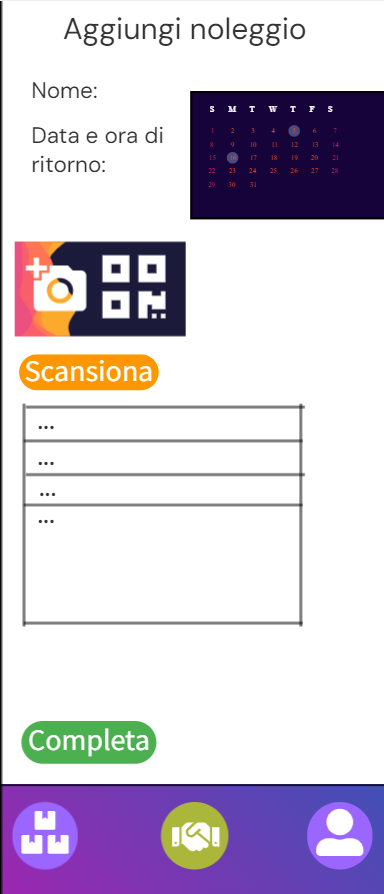 Aggiungi noleggio
Nome:
Data e ora di
ritorno:
S M T W T F S
1 2 3 4 5 6 7
8 9 10 11 12 13 14
15 16 17 18 19 20 21
22 23 24 25 26 27 28
29 30 31
Scansiona
...
...
...
...
Completa